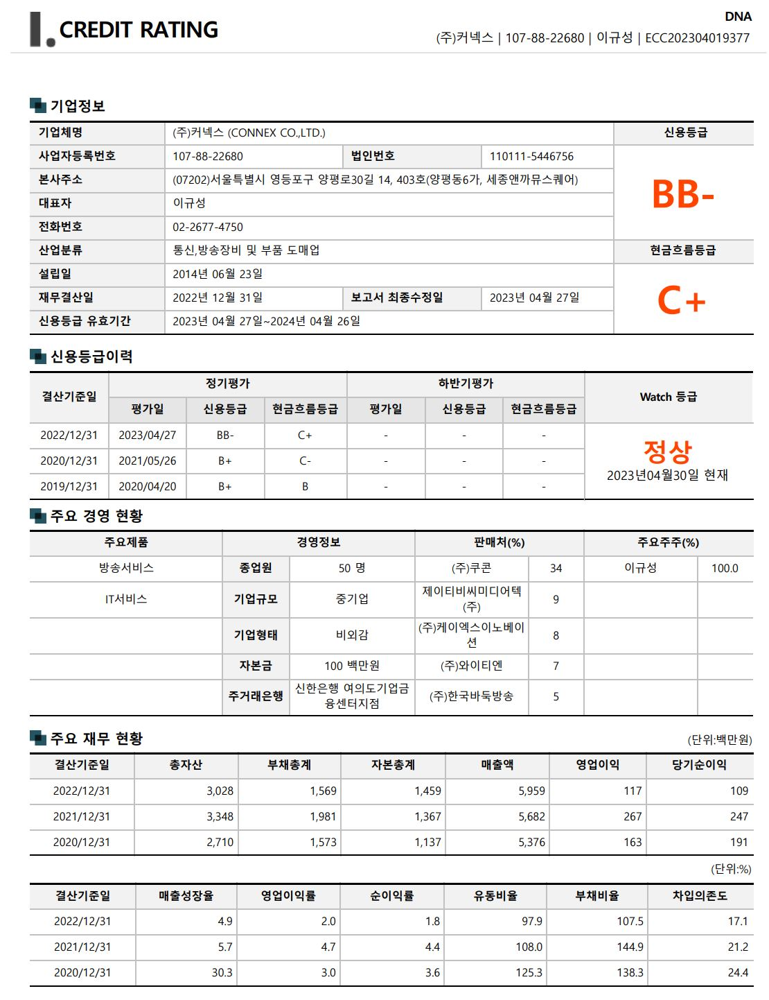 I. CREDIT RATING
DNA
(주)커넥스 | 107-88-22680 | 이규성 | ECC202304019377
기업정보
기업체명 (주)커넥스 (CONNEX CO.,LTD.) 신용등급
사업자등록번호 107-88-22680 법인번호 110111-5446756
본사주소 (07202)서울특별시 영등포구 양평로30길 14, 403호(양평동6가, 세종앤까뮤스퀘어)
BB-
대표자 이규성
전화번호 02-2677-4750
산업분류 통신,방송장비 및 부품 도매업 현금흐름등급
설립일 2014년 06월 23일
C+
재무결산일 2022년 12월 31일 보고서 최종수정일 2023년 04월 27일
신용등급 유효기간 2023년 04월 27일~2024년 04월 26일
신용등급이력
결산기준일 정기평가 하반기평가 Watch 등급
평가일 신용등급 현금흐름등급 평가일 신용등급 현금흐름등급
2022/12/31 2023/04/27 BB- C+ - - -
정상
2020/12/31 2021/05/26 B+ C- - - -
2023년04월30일 현재
2019/12/31 2020/04/20 B+ B - - -
주요 경영 현황
주요제품 경영정보 판매처(%) 주요주주(%)
방송서비스 종업원 50 명 (주)쿠콘 34 이규성 100.0
IT서비스 기업규모 중기업 제이티비씨미디어텍
(주) 9
기업형태 비외감 (주)케이엑스이노베이
션 8
자본금 100 백만원 (주)와이티엔 7
주거래은행 신한은행 여의도기업금
융센터지점 (주)한국바둑방송 5
주요 재무 현황 (단위:백만원)
결산기준일 총자산 부채총계 자본총계 매출액 영업이익 당기순이익
2022/12/31 3,028 1,569 1,459 5,959 117 109
2021/12/31 3,348 1,981 1,367 5,682 267 247
2020/12/31 2,710 1,573 1,137 5,376 163 191
(단위:%)
결산기준일 매출성장율 영업이익률 순이익률 유동비율 부채비율 차입의존도
2022/12/31 4.9 2.0 1.8 97.9 107.5 17.1
2021/12/31 5.7 4.7 4.4 108.0 144.9 21.2
2020/12/31 30.3 3.0 3.6 125.3 138.3 24.4